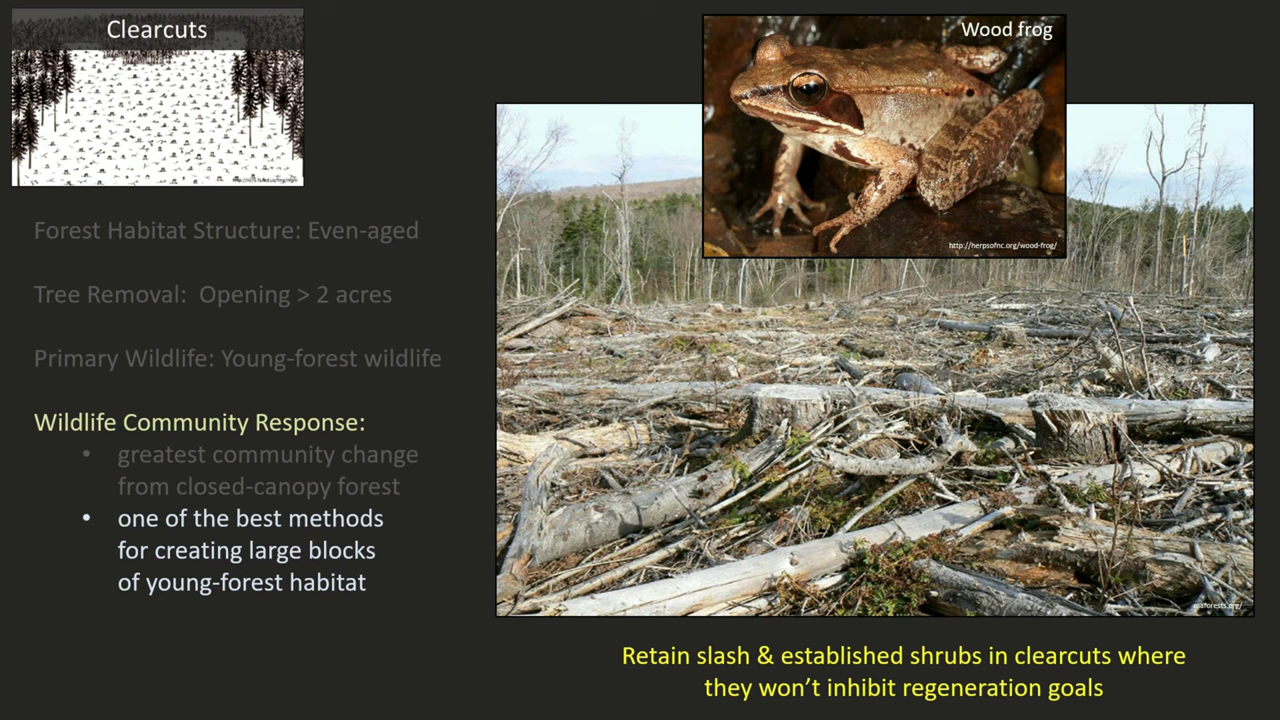 Clearcuts
Wood frog
http://herpsofnc.org/wood-frog/
Forest Habitat Structure: Even-aged
Tree Removal: Opening > 2 acres
Primary Wildlife: Young-forest wildlife
Wildlife Community Response:
• greatest community change
from closed-canopy forest
• one of the best methods
for creating large blocks
of young-forest habitat
maforests.org/
Retain slash & established shrubs in clearcuts where
they won’t inhibit regeneration goals